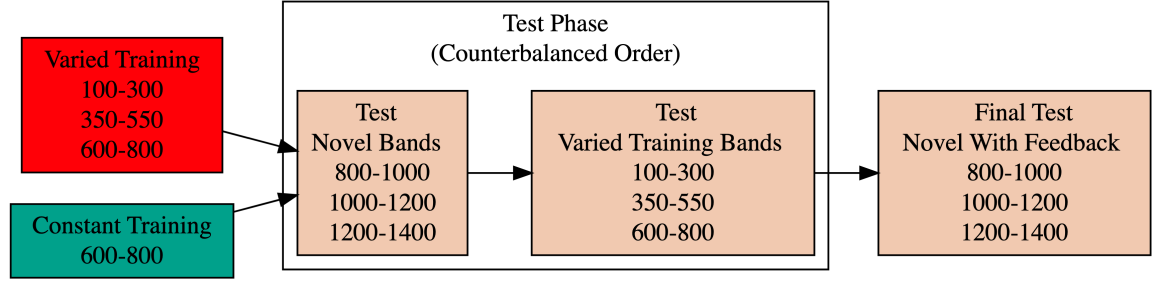 Varied Training
100-300
350-550
600-800
Constant Training
600-800
Test Phase
(Counterbalanced Order)
Test
Novel Bands
800-1000
1000-1200
1200-1400
Test
Varied Training Bands
100-300
350-550
600-800
Final Test
Novel With Feedback
800-1000
1000-1200
1200-1400